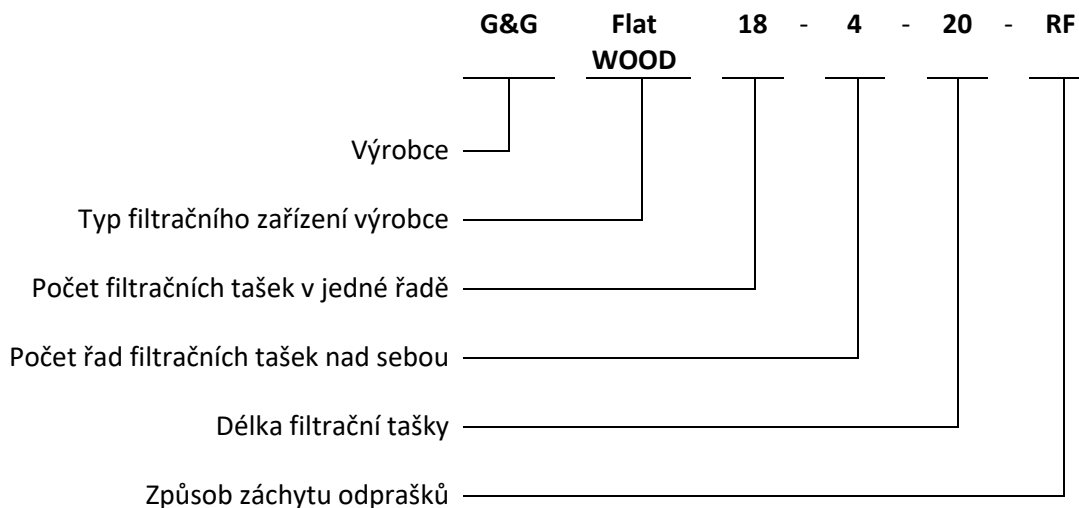 G&G Flat 18 - 4 - 20 - RF
WOOD
Výrobce
Typ filtračního zařízení výrobce
Počet filtračních tašek v jedné řadě
Počet řad filtračních tašek nad sebou
Délka filtrační tašky
Způsob záchytu odprašků